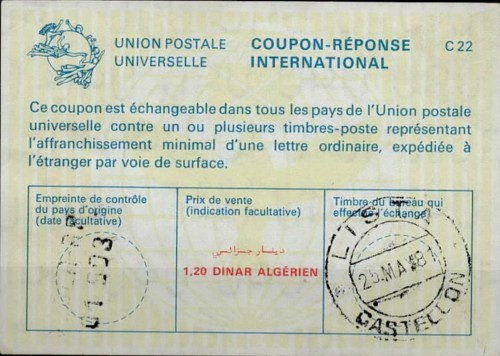 UNION POSTALE
UNIVERSELLE
COUPON-RÉPONSE
INTERNATIONAL
C 22
Ce coupon est échangeable dans tous les pays de l'Union postale
universelle contre un ou plusieurs timbres-poste représentant
l'affranchissement minimal d'une lettre ordinaire, expédiée à
l'étranger par voie de surface.
Empreinte de contrôle
du pays d'origine
(date facultative)
Prix de vente
(indication facultative)
دينار جزائري
1,20 DINAR ALGÉRIEN
Timbre du bureau qui
effectue l'échange
CASTELLON